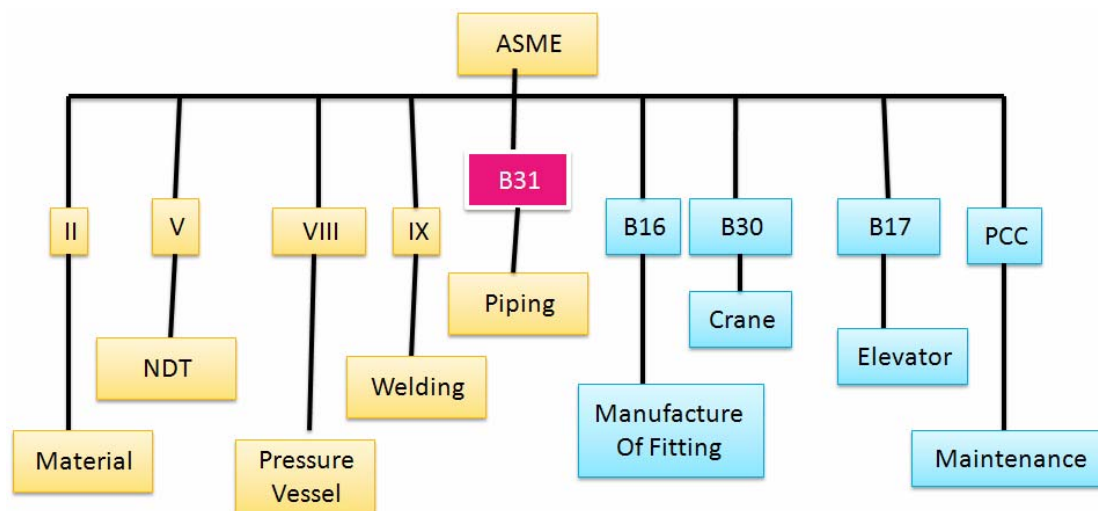 ASME
B31
II
V
VIII
IX
B16
B30
B17
PCC
Piping
Crane
NDT
Welding
Elevator
Material
Pressure
Vessel
Manufacture
Of Fitting
Maintenance